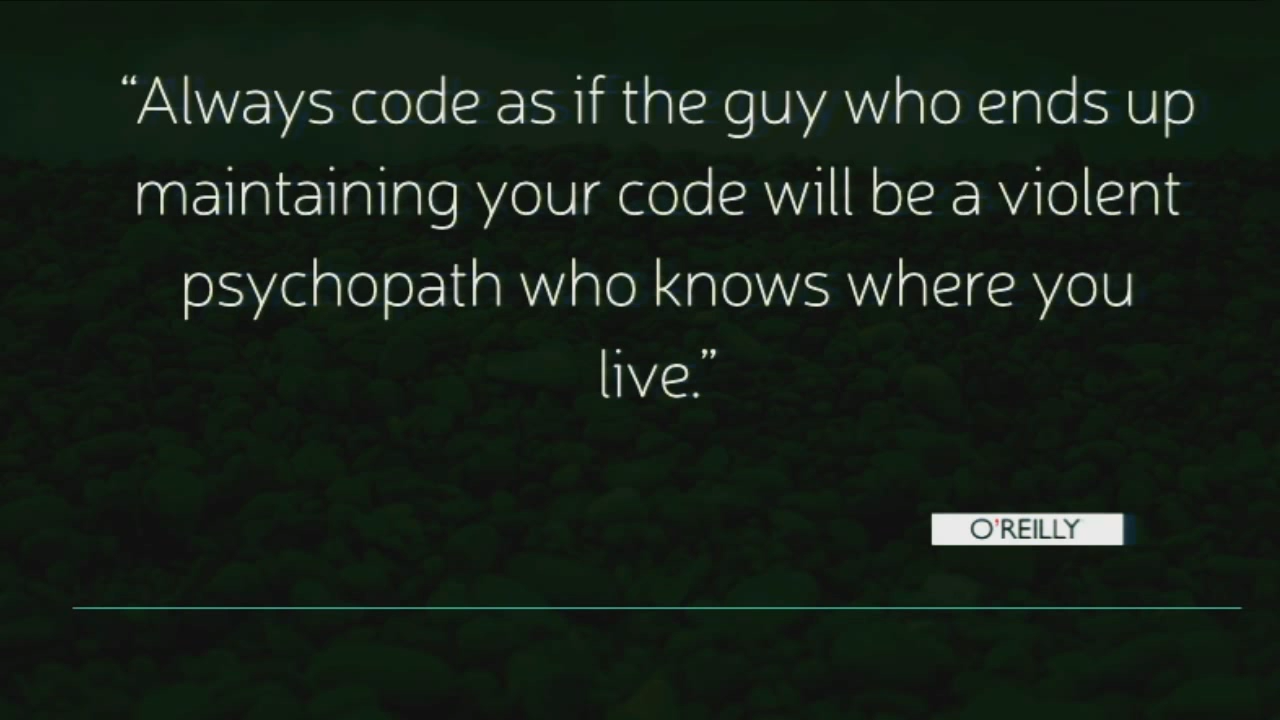 “Always code as if the guy who ends up
maintaining your code will be a violent
psychopath who knows where you
live.”
O'REILLY